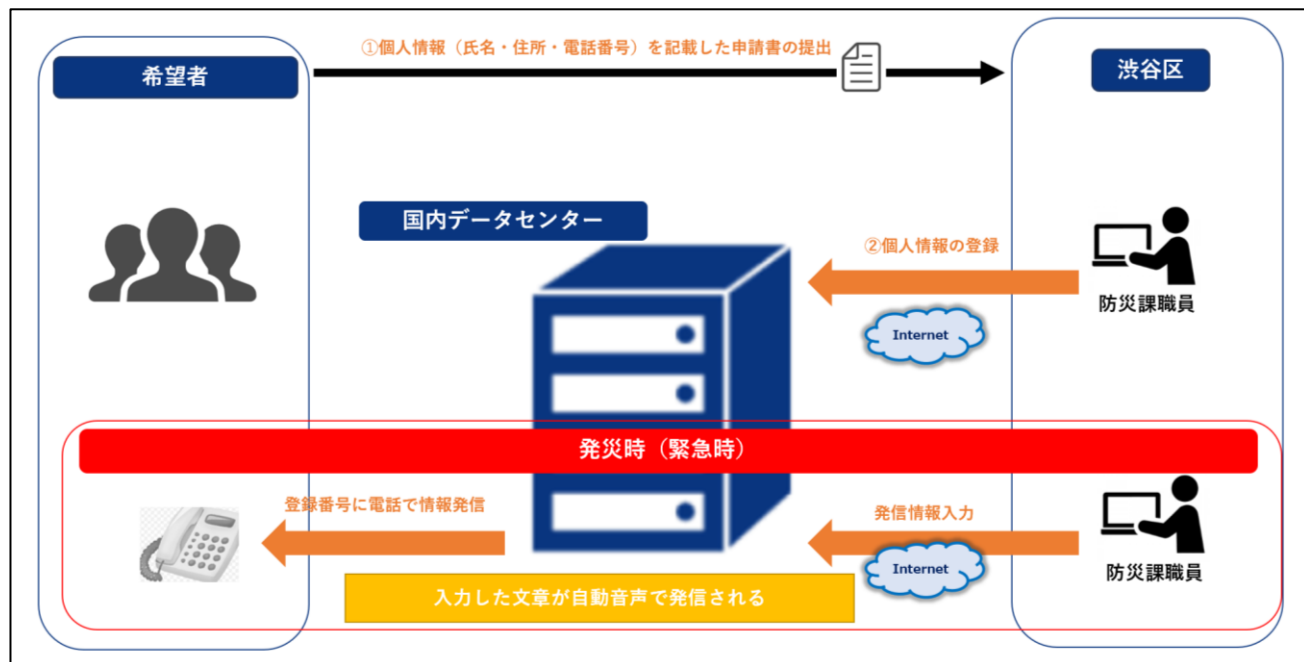 ①個人情報（氏名・住所・電話番号）を記載した申請書の提出
希望者
渋谷区
国内データセンター
②個人情報の登録
Internet
防災課職員
発災時（緊急時）
登録番号に電話で情報発信
発信情報入力
Internet
防災課職員
入力した文章が自動音声で発信される